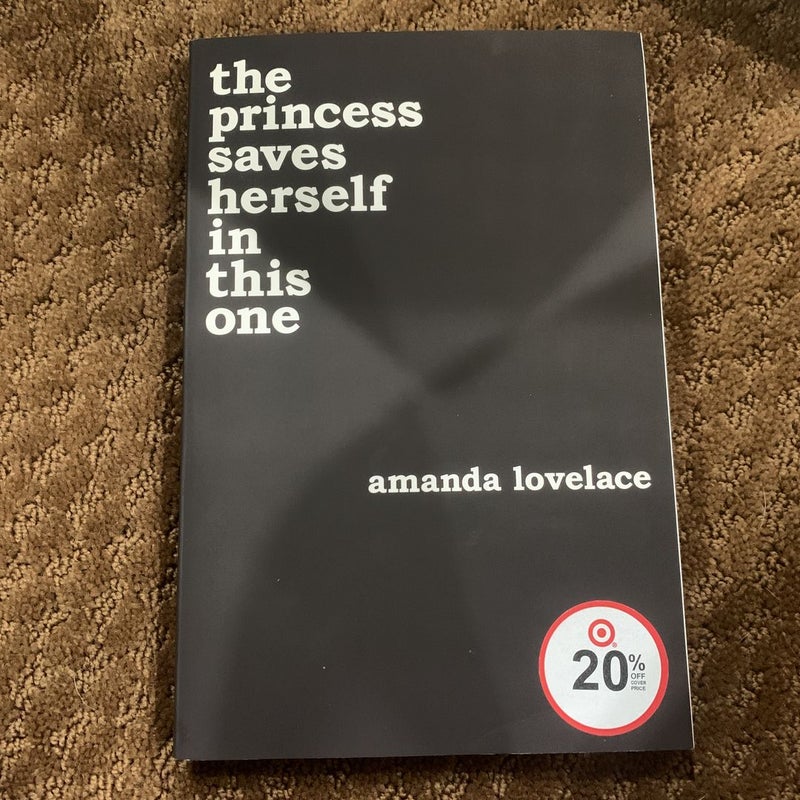 the
princess
saves
herself
in
this
one
amanda lovelace
20%
OFF
COVER
PRICE